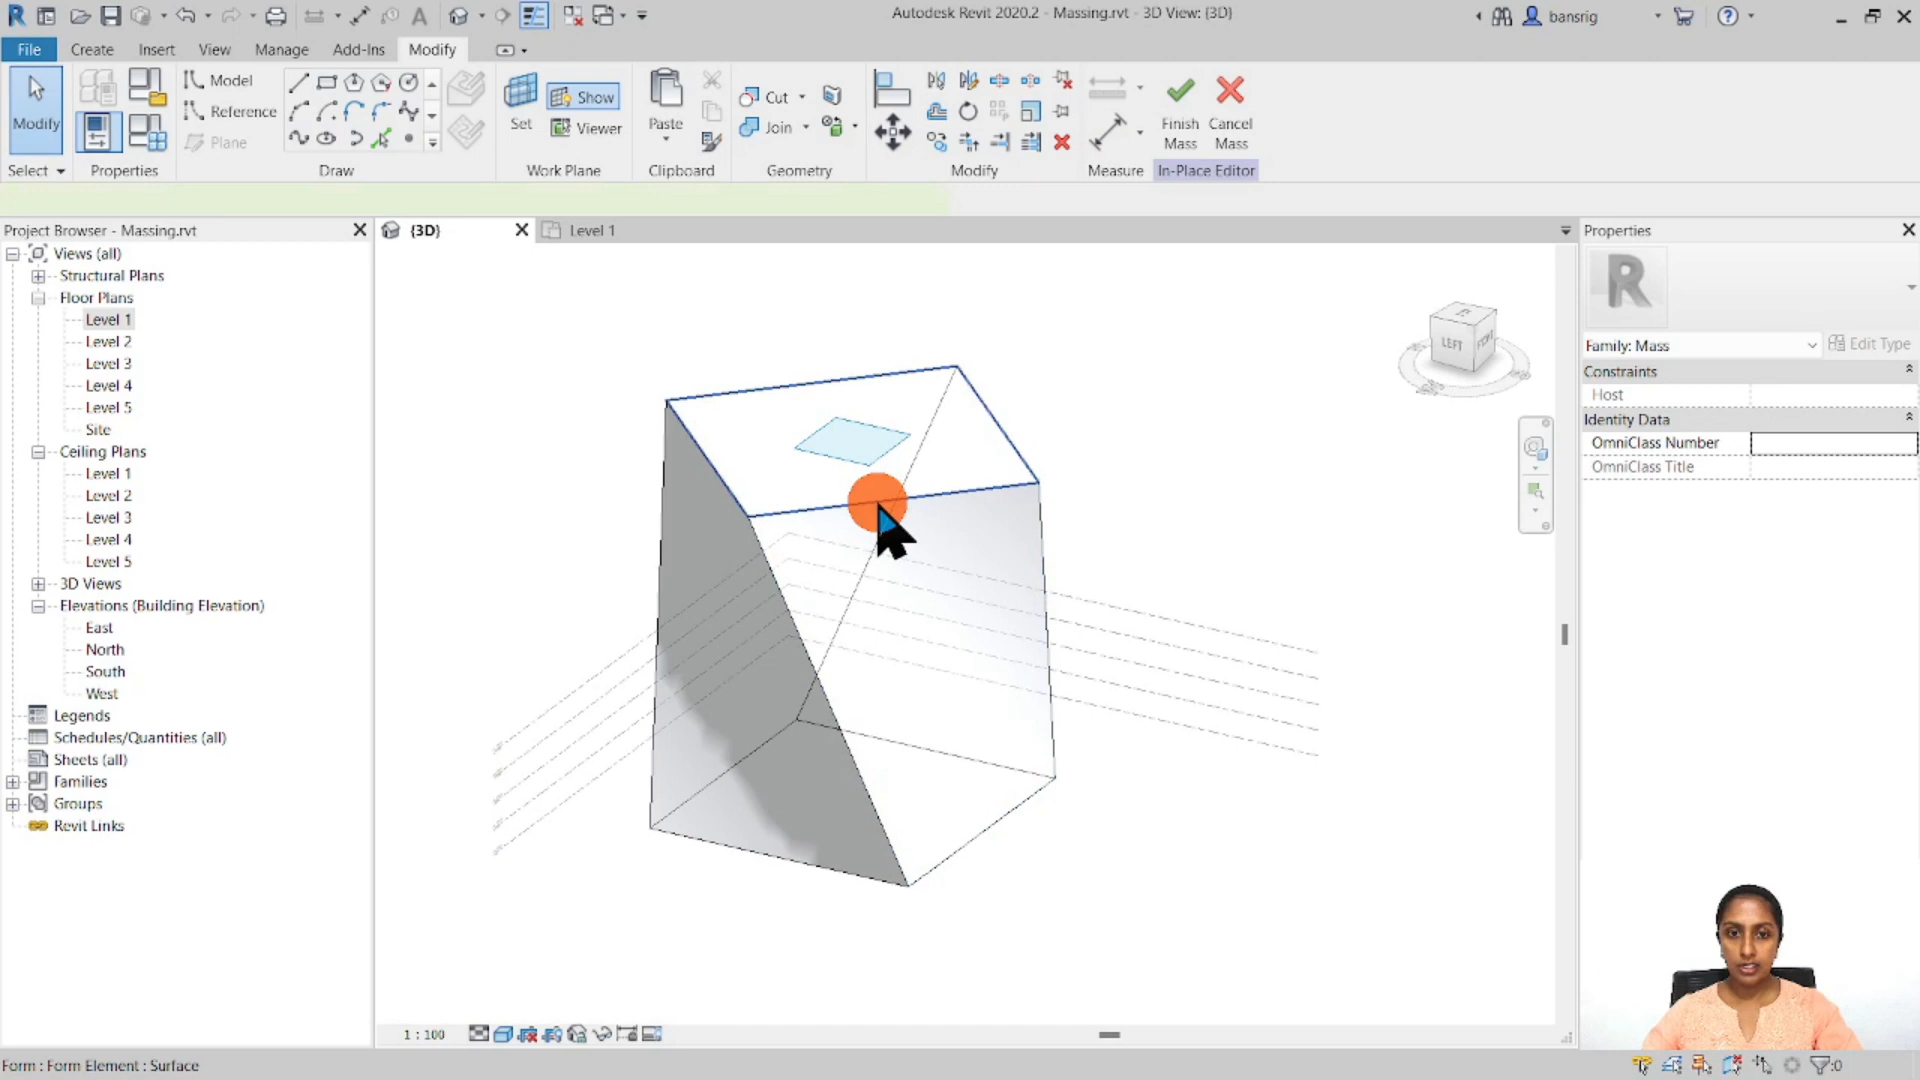 Autodesk Revit 2020.2 - Massing.rvt - 3D View: {3D}
bansrig
File
Create
Insert
View
Manage
Add-Ins
Modify
Modify
Model
Reference
Plane
Set
Show
Viewer
Paste
Cut
Join
Finish
Mass
Cancel
Mass
Select
Properties
Draw
Work Plane
Clipboard
Geometry
Modify
Measure
In-Place Editor
Project Browser - Massing.rvt
Views (all)
Structural Plans
Floor Plans
Level 1
Level 2
Level 3
Level 4
Level 5
Site
Ceiling Plans
Level 1
Level 2
Level 3
Level 4
Level 5
3D Views
Elevations (Building Elevation)
East
North
South
West
Legends
Schedules/Quantities (all)
Sheets (all)
Families
Groups
Revit Links
{3D}
Level 1
LEFT
Properties
Family: Mass
Edit Type
Constraints
Host
Identity Data
OmniClass Number
OmniClass Title
1 : 100
Form : Form Element : Surface
:0